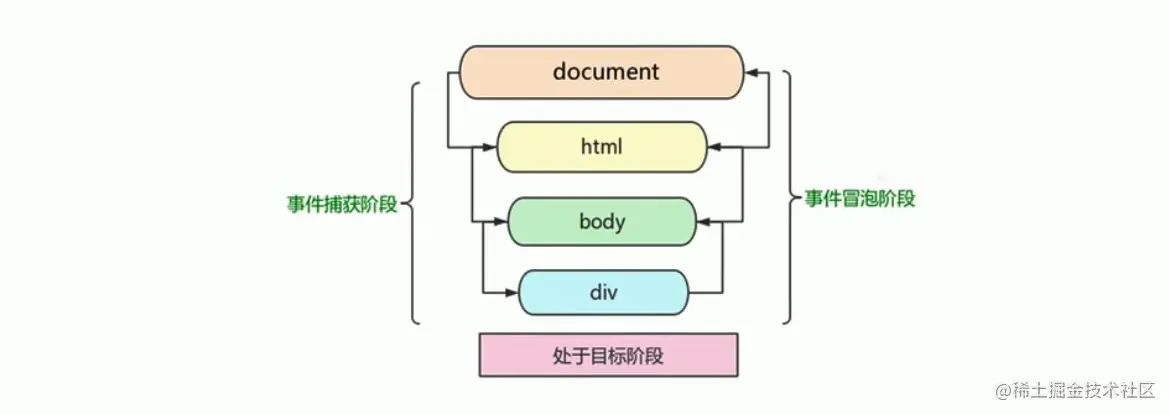 document
html
事件捕获阶段
事件冒泡阶段
body
div
处于目标阶段
@稀土掘金技术社区